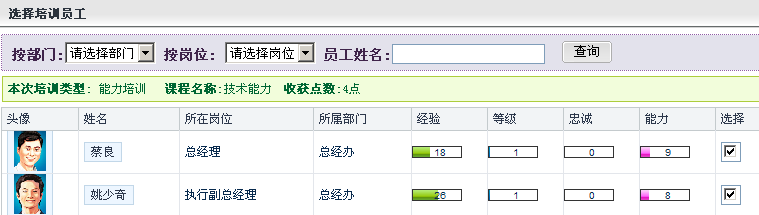 选择培训员工
按部门: 请选择部门 按岗位: 请选择岗位 员工姓名: 查询
本次培训类型: 能力培训 课程名称:技术能力 收获点数:4点
头像 姓名 所在岗位 所属部门 经验 等级 忠诚 能力 选择
蔡良 总经理 总经办 18 1 0 9
姚少奇 执行副总经理 总经办 26 1 0 8